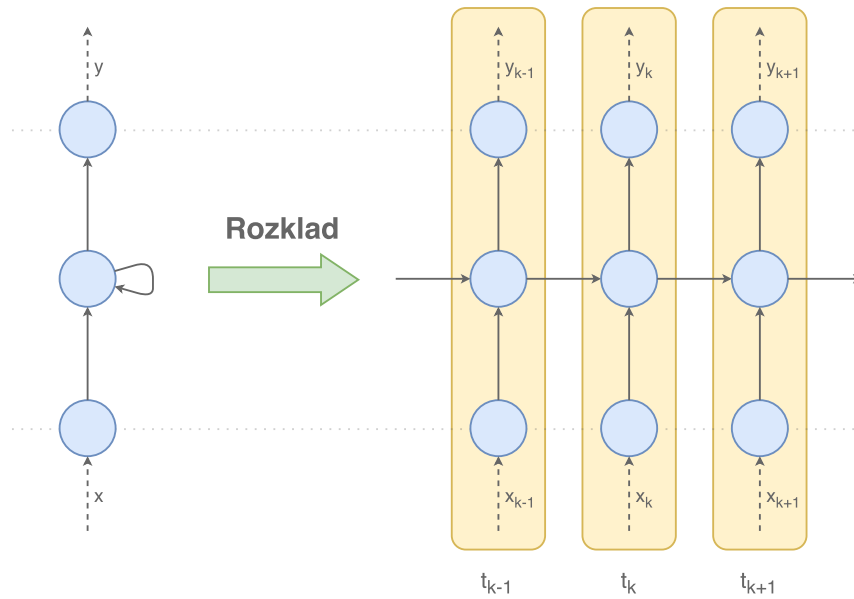 y
y_{k-1}
y_k
y_{k+1}
Rozklad
x
x_{k-1}
x_k
x_{k+1}
t_{k-1}
t_k
t_{k+1}